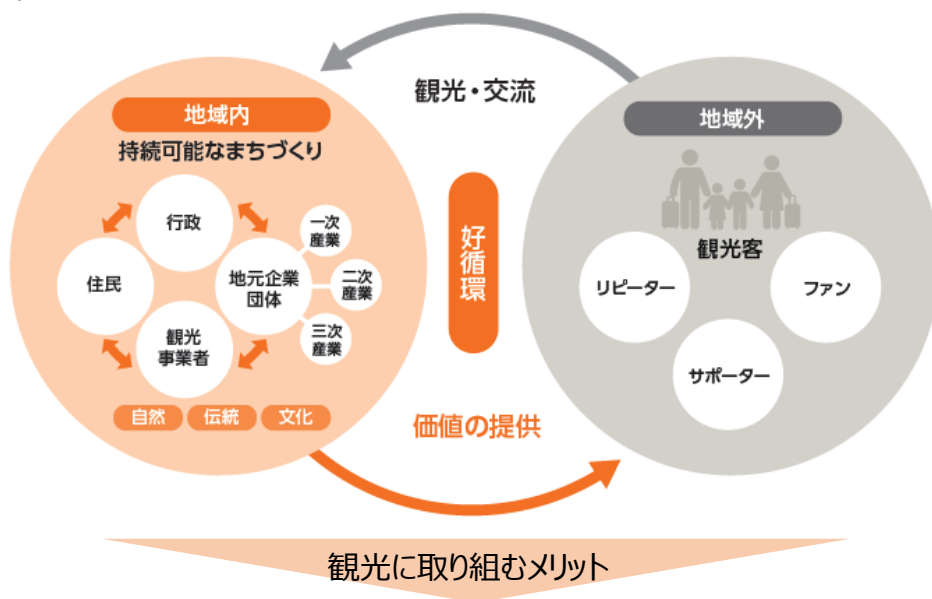 観光・交流
地域内
持続可能なまちづくり
行政
住民
地元企業
団体
観光
事業者
一次
産業
二次
産業
三次
産業
自然
伝統
文化
好循環
地域外
観光客
リピーター
ファン
サポーター
価値の提供
観光に取り組むメリット